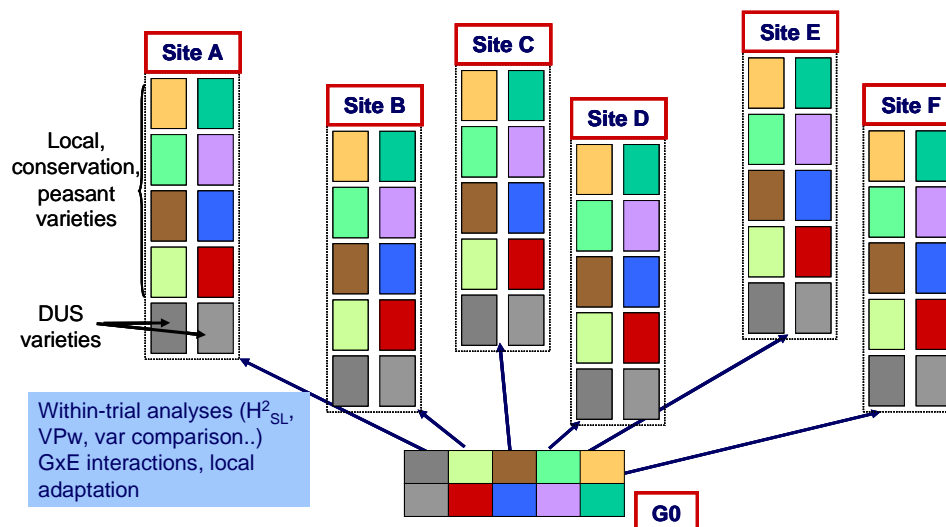 Site A
Site B
Site C
Site D
Site E
Site F
Local,
conservation,
peasant
varieties
DUS
varieties
Within-trial analyses (H²SL,
VPw, var comparison..)
GxE interactions, local
adaptation
G0